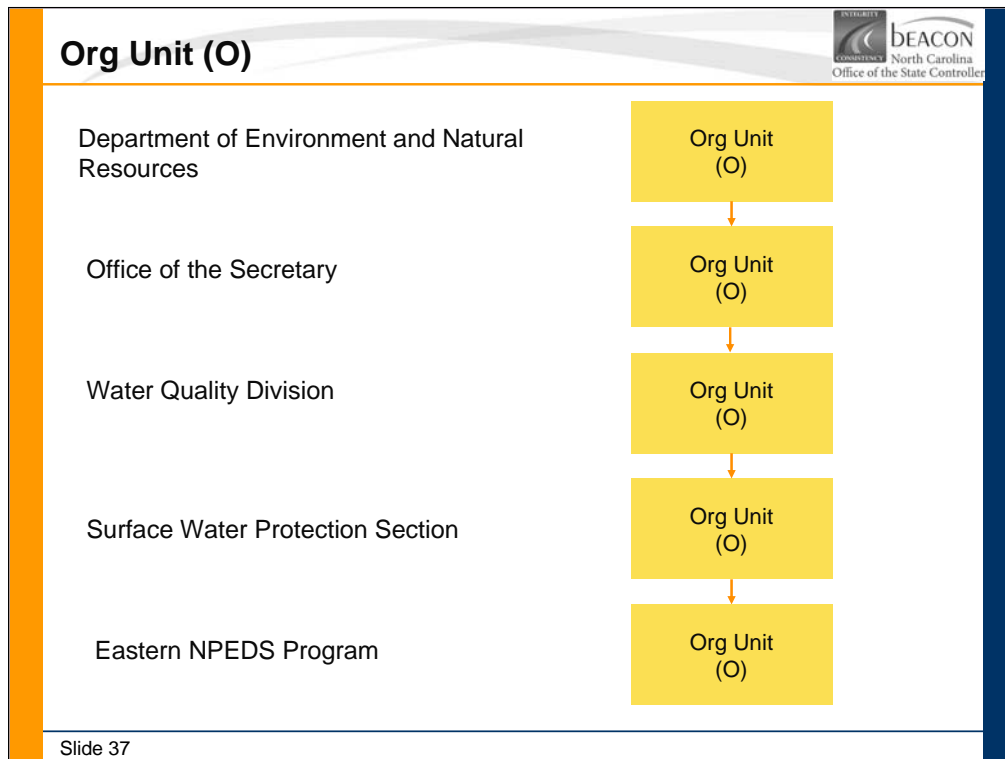 Org Unit (O)
INTEGRITY
CONSISTENCY
bEACON
North Carolina
Office of the State Controller
Department of Environment and Natural
Resources
Org Unit
(O)
Office of the Secretary
Org Unit
(O)
Water Quality Division
Org Unit
(O)
Surface Water Protection Section
Org Unit
(O)
Eastern NPEDS Program
Org Unit
(O)
Slide 37